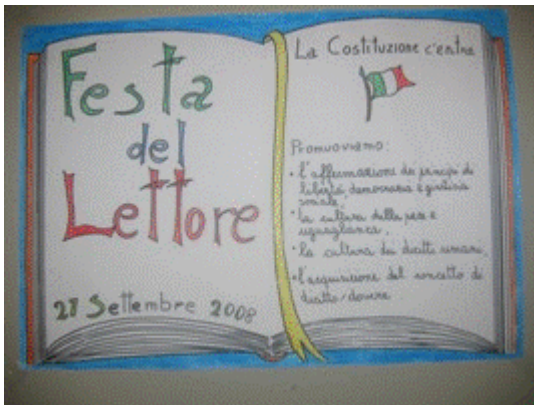 Festa
del
Lettore
27 Settembre 2008
La Costituzione c'entra
Promuoviamo:
• l'affermazione dei principi di
libertà, democrazia e giustizia
sociale;
• la cultura della pace e
uguaglianza,
• la cultura dei diritti umani,
• l'acquisizione del concetto di
diritto/dovere